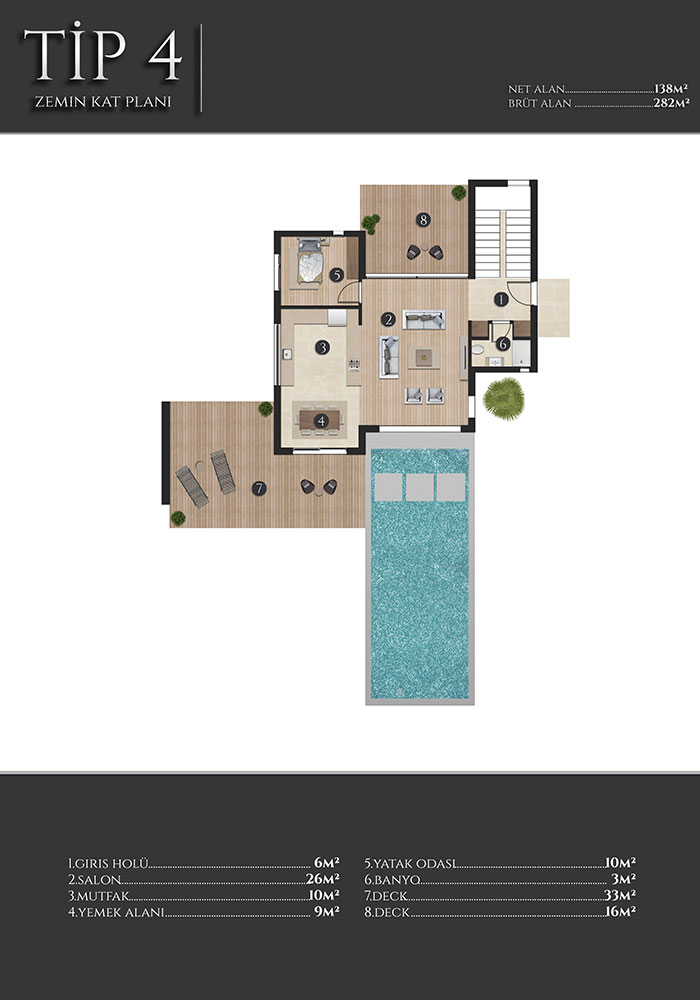 TİP 4
ZEMIN KAT PLANI
NET ALAN 138M²
BRÜT ALAN 282M²
8
5
1
2
3
6
4
7
1.GIRIS HOLÜ 6M²
2.SALON 26M²
3.MUTFAK 10M²
4.YEMEK ALANI 9M²
5.YATAK ODASI 10M²
6.BANYO 3M²
7.DECK 33M²
8.DECK 16M²